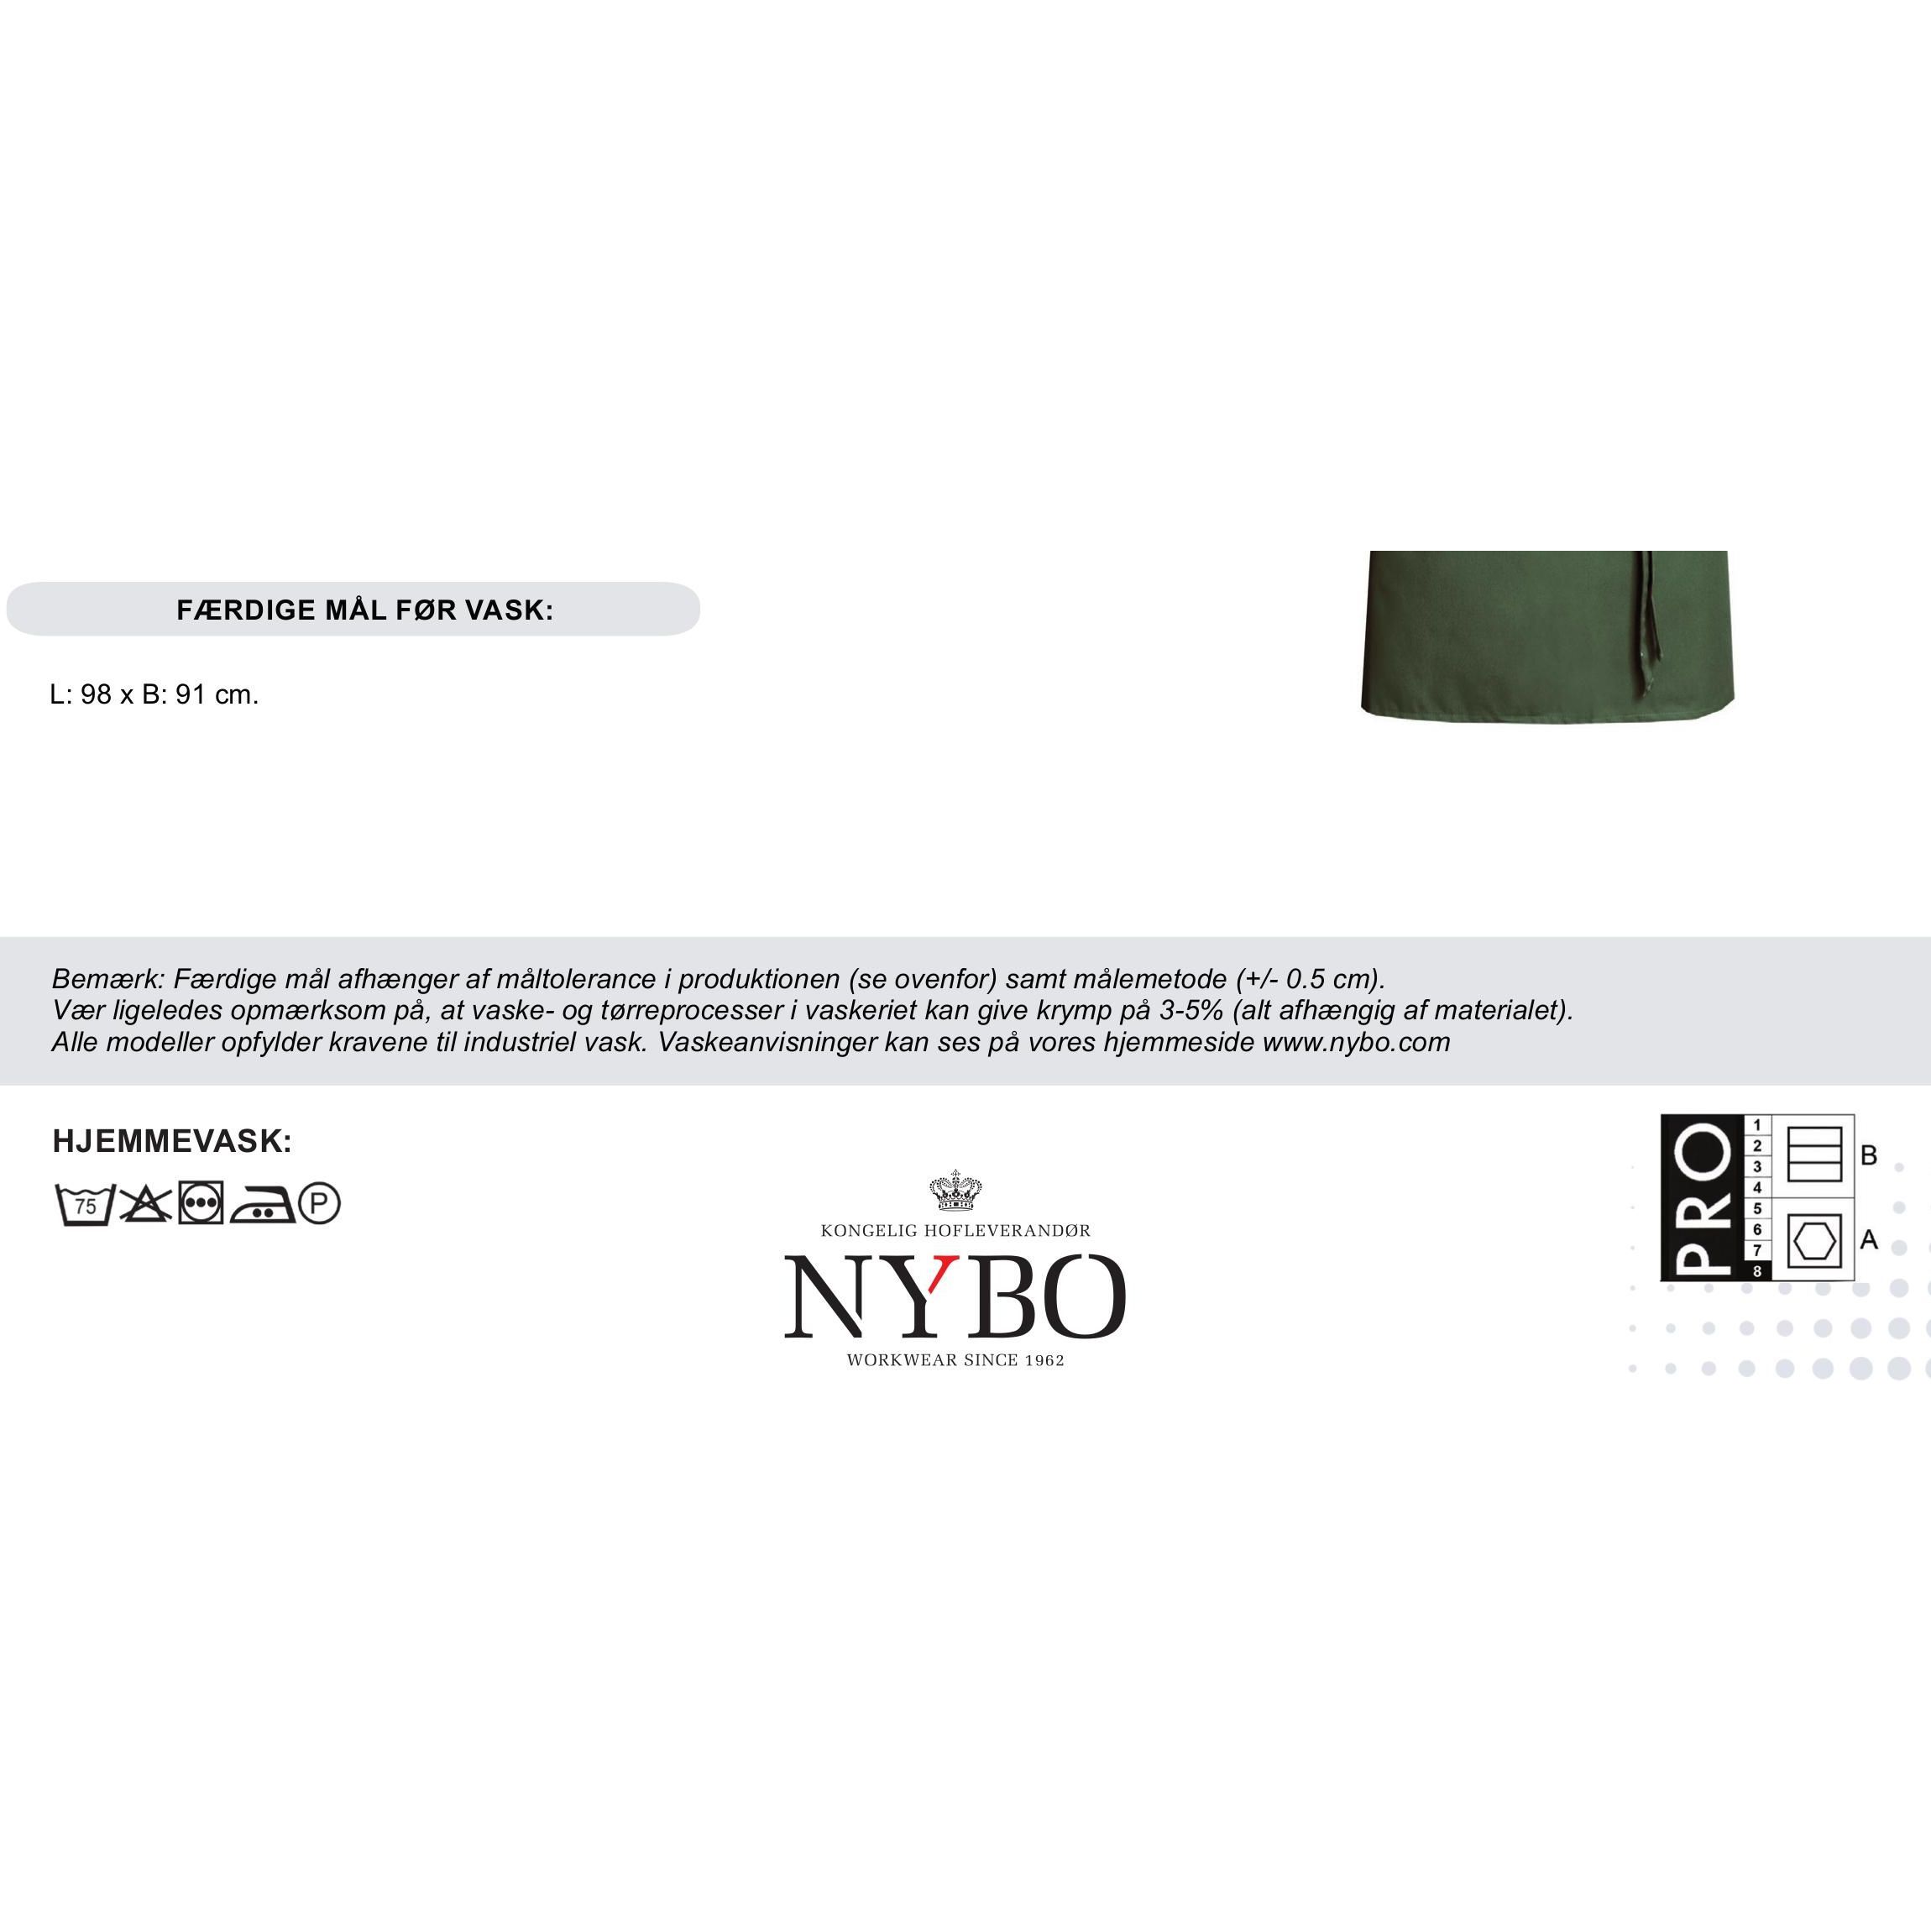 FÆRDIGE MÅL FØR VASK:
L: 98 x B: 91 cm.
Bemærk: Færdige mål afhænger af måltolerance i produktionen (se ovenfor) samt målemetode (+/- 0.5 cm).
Vær ligeledes opmærksom på, at vaske- og tørreprocesser i vaskeriet kan give krymp på 3-5% (alt afhængig af materialet).
Alle modeller opfylder kravene til industriel vask. Vaskeanvisninger kan ses på vores hjemmeside www.nybo.com
HJEMMEVASK:
75
P
KONGELIG HOFLEVERANDØR
NYBO
WORKWEAR SINCE 1962
PRO
1
2
3
4
5
6
7
8
B
A